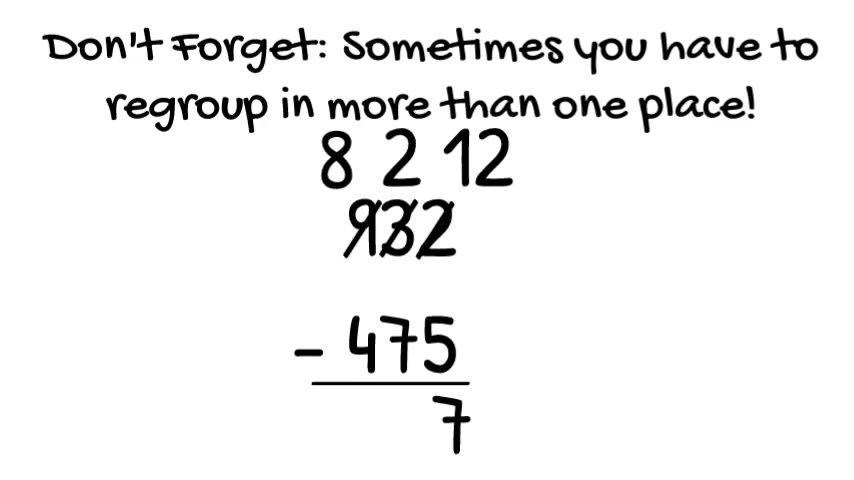 Don't Forget: Sometimes you have to
regroup in more than one place!
8 2 12
932
- 475
7